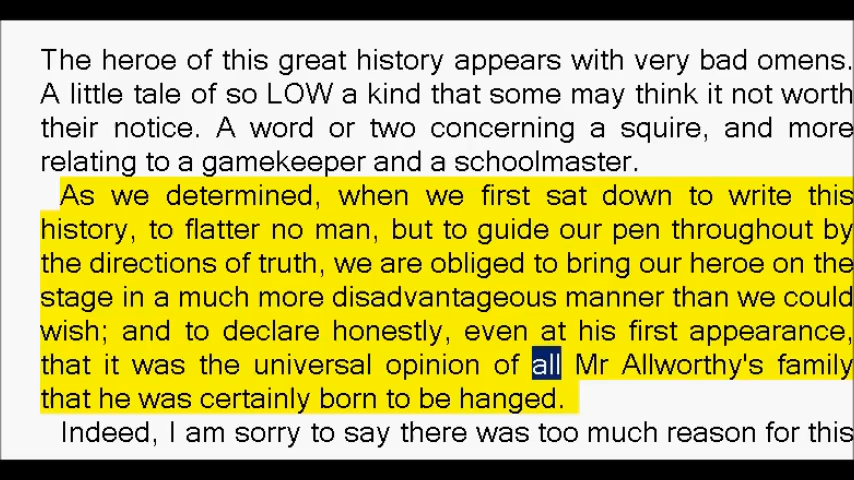 The heroe of this great history appears with very bad omens.
A little tale of so LOW a kind that some may think it not worth
their notice. A word or two concerning a squire, and more
relating to a gamekeeper and a schoolmaster.
As we determined, when we first sat down to write this
history, to flatter no man, but to guide our pen throughout by
the directions of truth, we are obliged to bring our heroe on the
stage in a much more disadvantageous manner than we could
wish; and to declare honestly, even at his first appearance,
that it was the universal opinion of all Mr Allworthy's family
that he was certainly born to be hanged.
Indeed, I am sorry to say there was too much reason for this